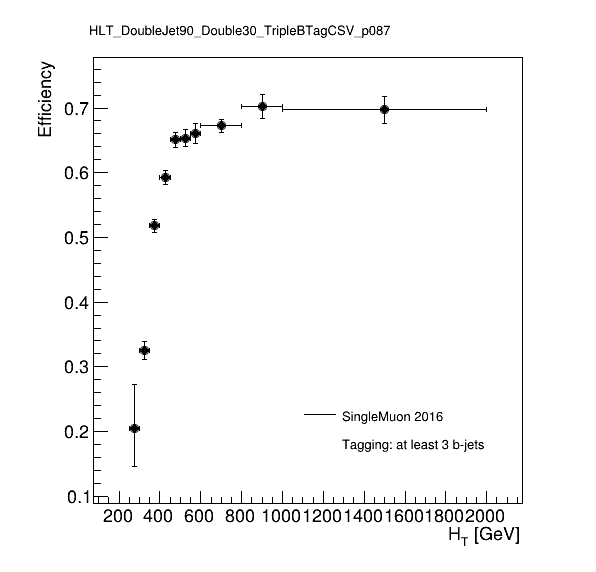 HLT_DoubleJet90_Double30_TripleBTagCSV_p087
Efficiency
0.7
0.6
0.5
0.4
0.3
0.2
0.1
SingleMuon 2016
Tagging: at least 3 b-jets
200 400 600 800 1000 1200 1400 1600 1800 2000
H_T [GeV]